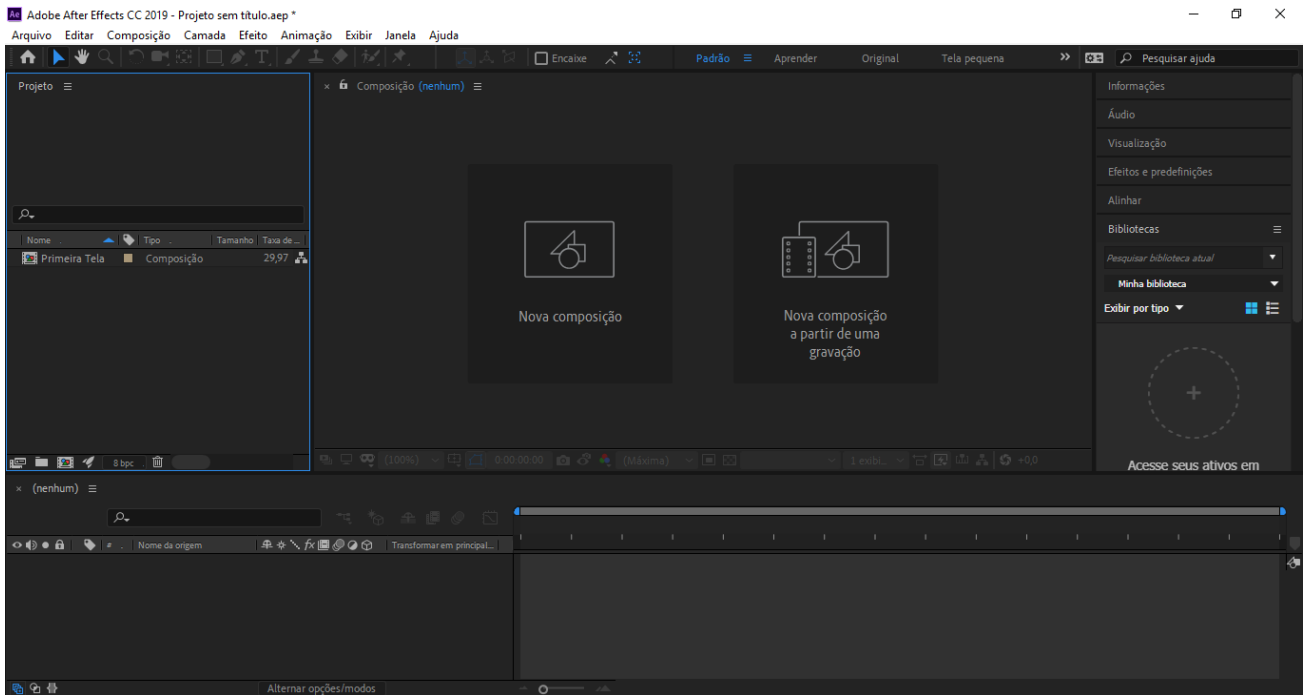 Ae Adobe After Effects CC 2019 - Projeto sem título.aep *
Arquivo Editar Composição Camada Efeito Animação Exibir Janela Ajuda
Encaixe Padrão Aprender Original Tela pequena Pesquisar ajuda
Projeto
Composição (nenhum)
Informações
Áudio
Visualização
Efeitos e predefinições
Alinhar
Bibliotecas
Nome Tipo Tamanho Taxa de ...
Primeira Tela Composição 29,97
Pesquisar biblioteca atual
Minha biblioteca
Exibir por tipo
Nova composição
Nova composição
a partir de uma
gravação
8 bpc
(100%) 0:00:00:00 (Máxima) 1 exibi... +0,0
Acesse seus ativos em
(nenhum)
# Nome da origem fx Transformar em principal...
Alternar opções/modos